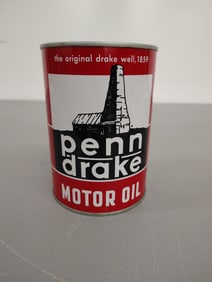 the original drake well, 1859
penn
drake
MOTOR OIL